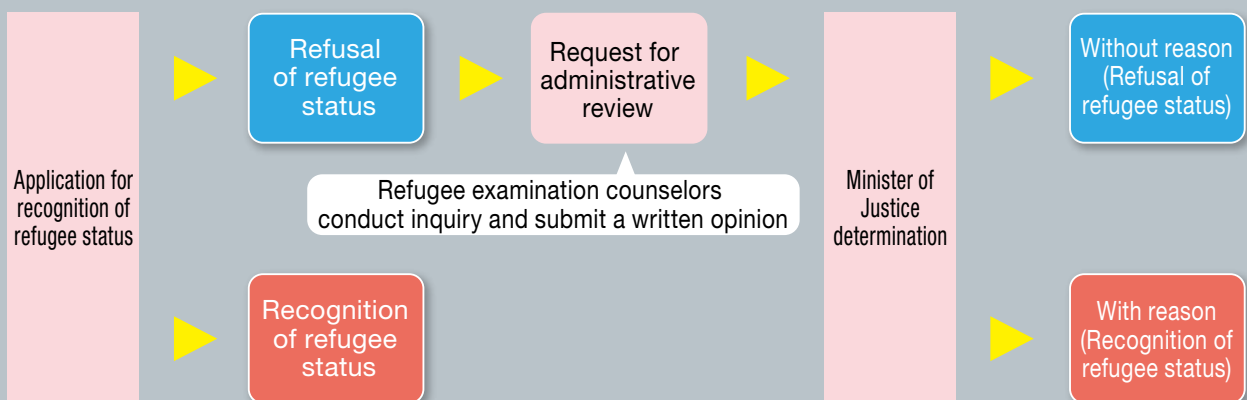 Application for
recognition of
refugee status
Refusal
of refugee
status
Recognition
of refugee
status
Request for
administrative
review
Refugee examination counselors
conduct inquiry and submit a written opinion
Minister of
Justice
determination
Without reason
(Refusal of
refugee status)
With reason
(Recognition of
refugee status)